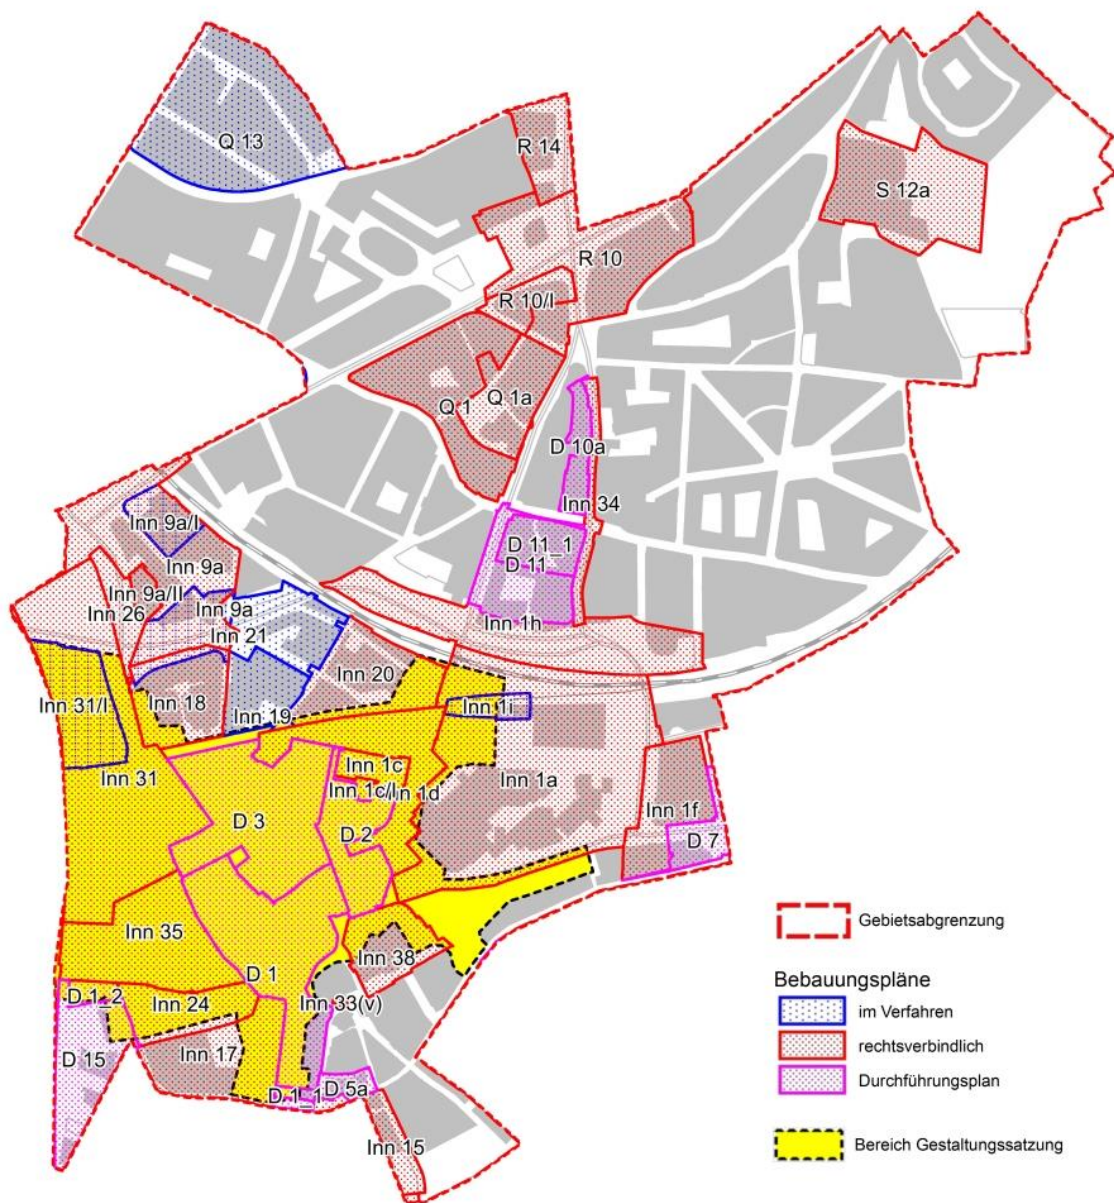 Q 13
R 14
S 12a
R 10
R 10/I
Q 1
Q 1a
D 10a
Inn 34
Inn 9a/I
D 11_1
D 11
Inn 9a
Inn 9a/II
Inn 9a
Inn 26
Inn 21
Inn 1h
Inn 20
Inn 18
Inn 31/I
Inn 1i
Inn 19
Inn 1c
Inn 31
Inn 1a
Inn 1c/I
Inn 1d
Inn 1f
D 3
D 2
D 7
Gebietsabgrenzung
Inn 35
Inn 38
D 1
Bebauungspläne
D 1_2
Inn 24
Inn 33(v)
im Verfahren
rechtsverbindlich
D 15
Inn 17
D 5a
Durchführungsplan
D 1_1
Inn 15
Bereich Gestaltungssatzung